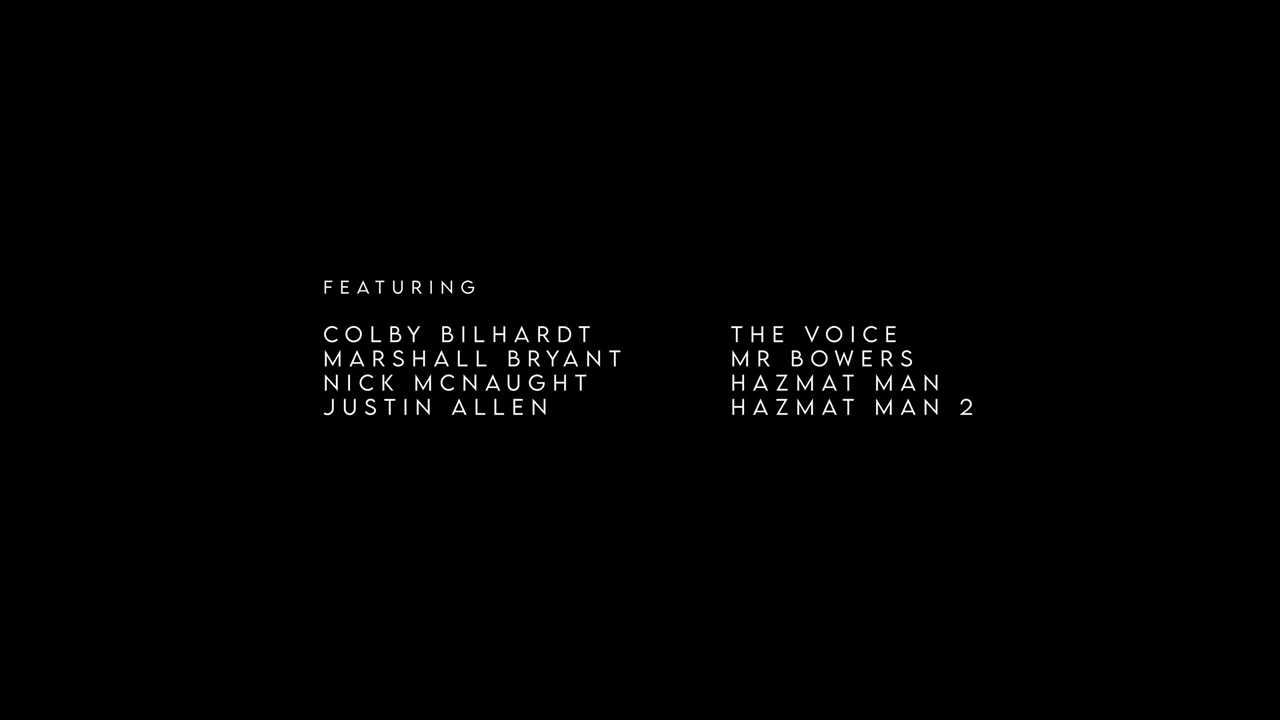 FEATURING
COLBY BILHARDT THE VOICE
MARSHALL BRYANT MR BOWERS
NICK MCNAUGHT HAZMAT MAN
JUSTIN ALLEN HAZMAT MAN 2